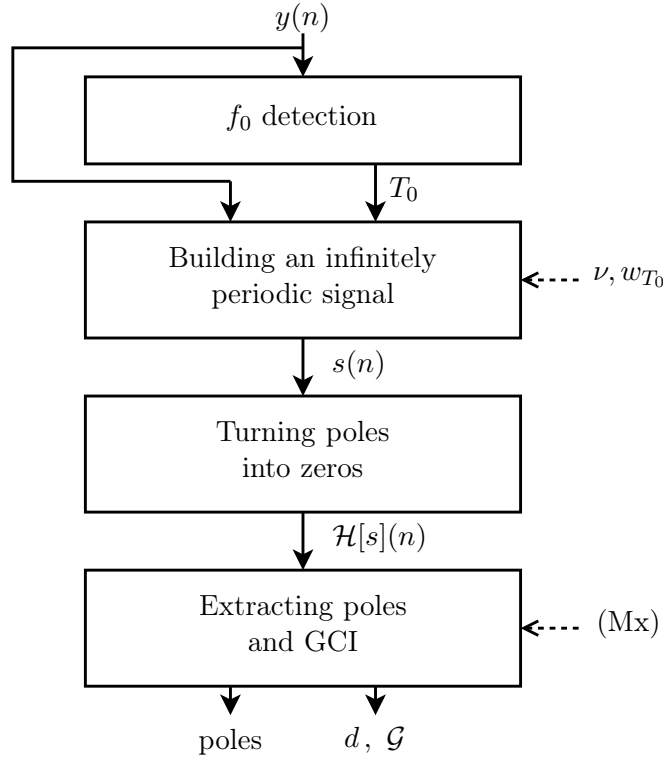 y(n)
f₀ detection
T₀
Building an infinitely
periodic signal
ν, w_{T₀}
s(n)
Turning poles
into zeros
ℋ[s](n)
Extracting poles
and GCI
(Mx)
poles
d , 𝒢